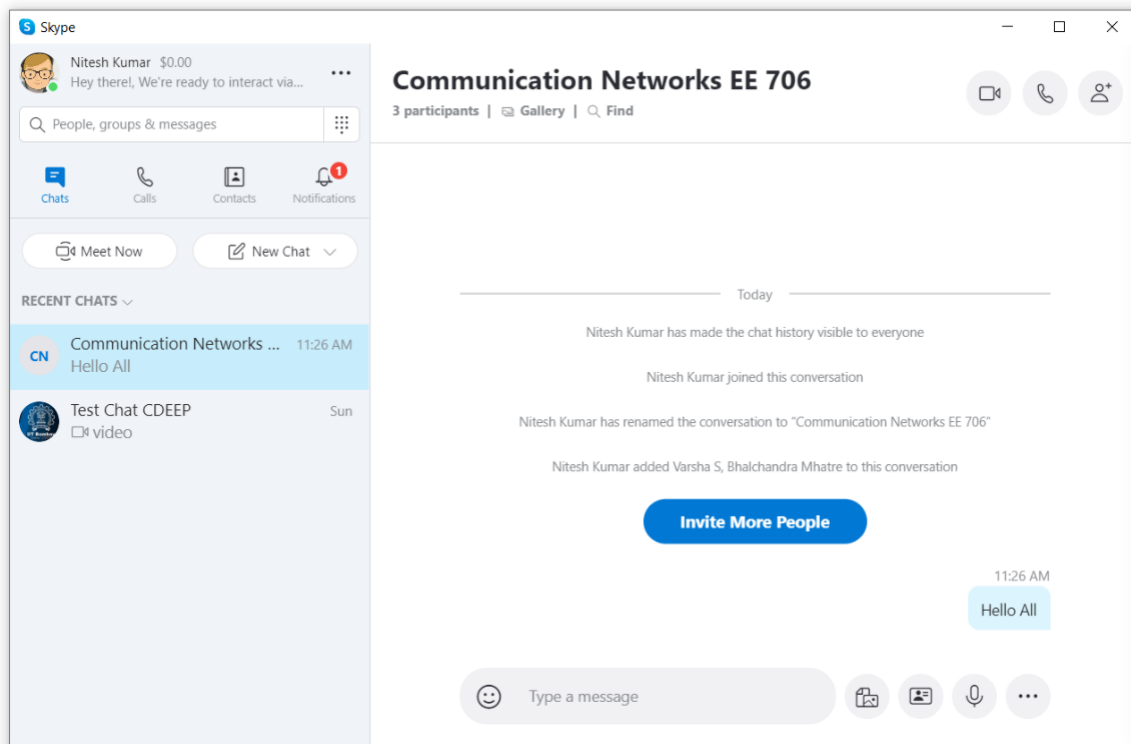 Skype
Nitesh Kumar $0.00
Hey there!, We're ready to interact via...
People, groups & messages
Chats
Calls
Contacts
1
Notifications
Meet Now
New Chat
RECENT CHATS
CN
Communication Networks ... 11:26 AM
Hello All
Test Chat CDEEP Sun
video
Communication Networks EE 706
3 participants | Gallery | Find
Today
Nitesh Kumar has made the chat history visible to everyone
Nitesh Kumar joined this conversation
Nitesh Kumar has renamed the conversation to "Communication Networks EE 706"
Nitesh Kumar added Varsha S, Bhalchandra Mhatre to this conversation
Invite More People
11:26 AM
Hello All
Type a message